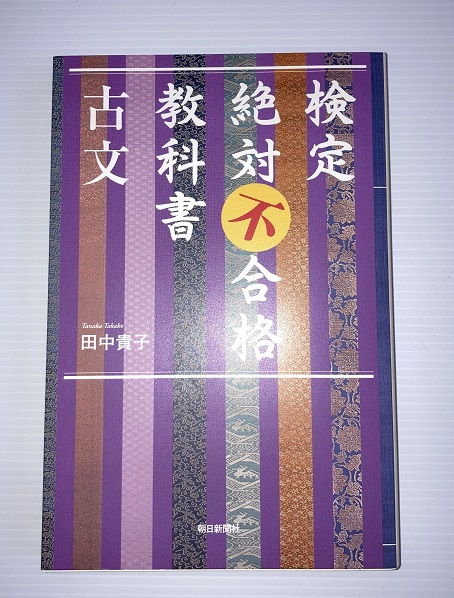 検定
絶対不合格
教科書
古文
Tanaka Takako
田中貴子
朝日新聞社